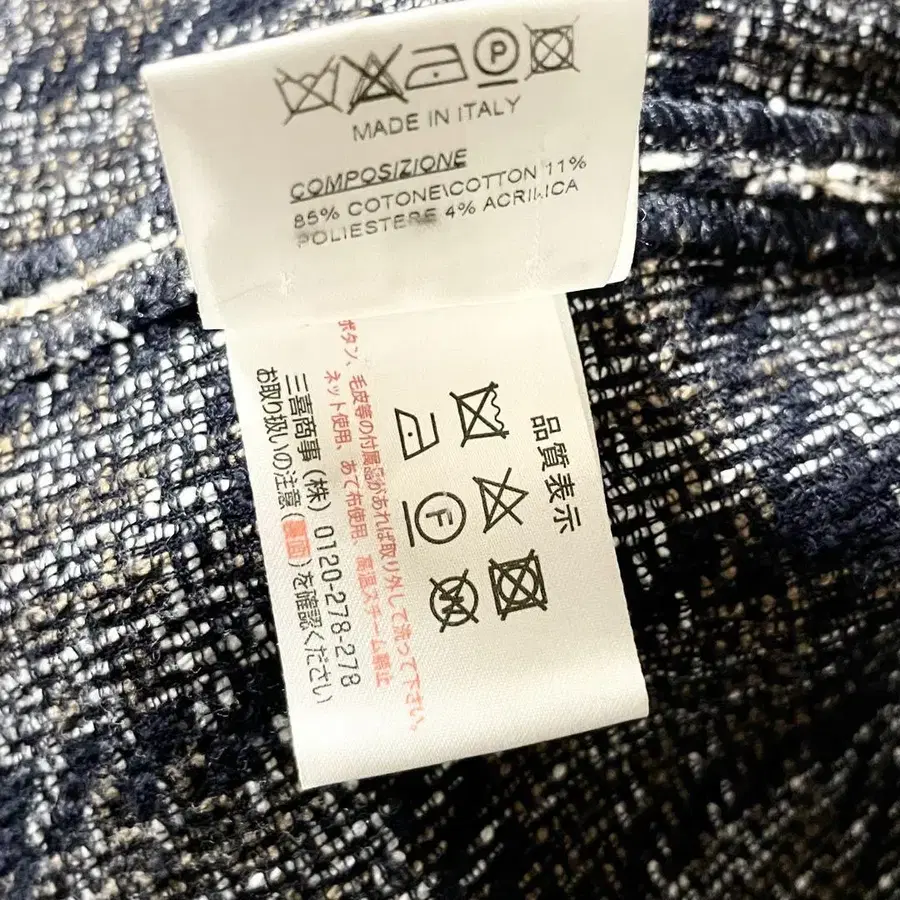 MADE IN ITALY
COMPOSIZIONE
85% COTONE\COTTON 11%
POLIESTERE 4% ACRILICA
品質表示
F
W
ボタン、毛皮等の付属品があれば取り外して洗って下さい。
ネット使用、あて布使用 高温スチーム禁止
三喜商事(株) 0120-278-278
お取り扱いの注意(裏面)を確認ください
P